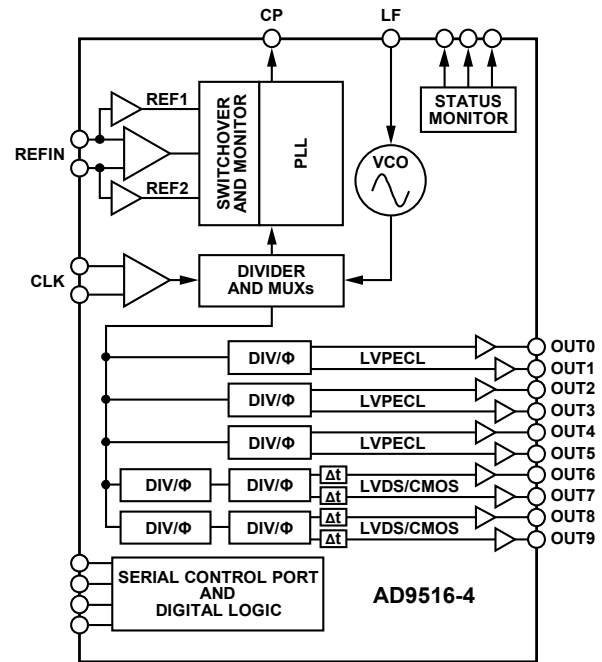 CP
LF
REF1
REFIN
REF2
SWITCHOVER
AND MONITOR
PLL
VCO
STATUS
MONITOR
CLK
DIVIDER
AND MUXs
DIV/Φ
LVPECL
OUT0
OUT1
DIV/Φ
LVPECL
OUT2
OUT3
DIV/Φ
LVPECL
OUT4
OUT5
DIV/Φ
DIV/Φ
Δt
Δt
LVDS/CMOS
OUT6
OUT7
DIV/Φ
DIV/Φ
Δt
Δt
LVDS/CMOS
OUT8
OUT9
SERIAL CONTROL PORT
AND
DIGITAL LOGIC
AD9516-4